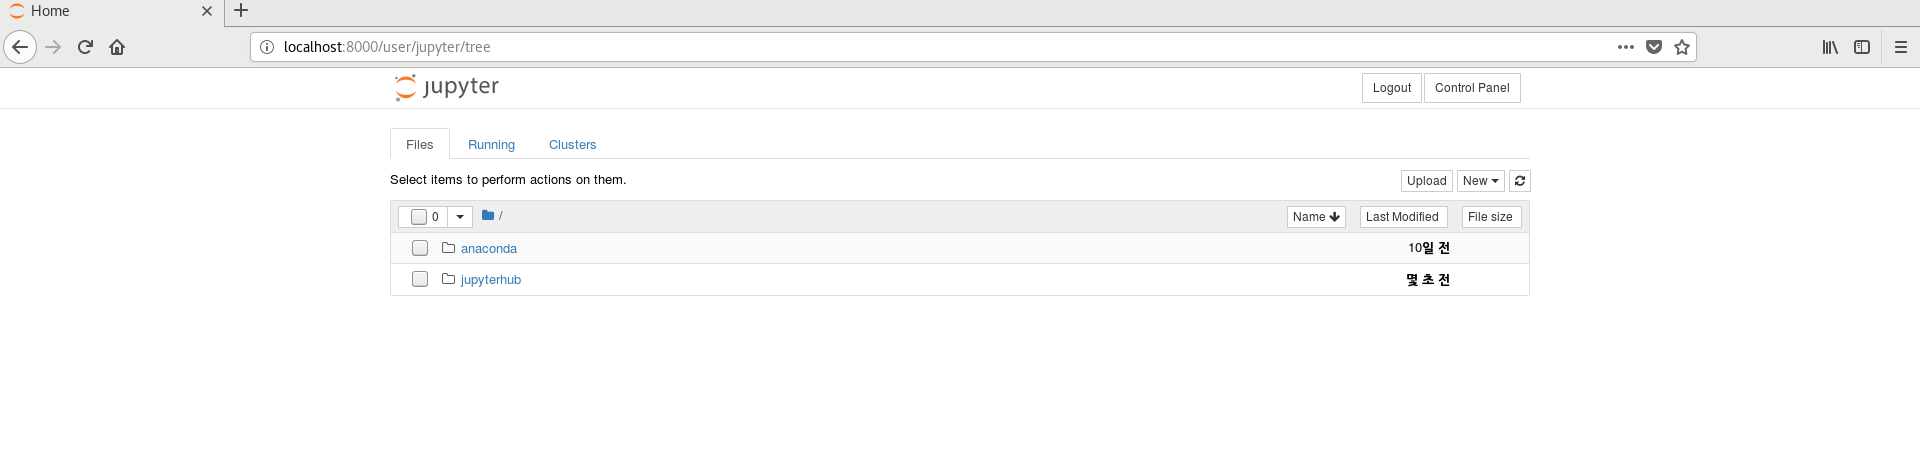 Home
localhost:8000/user/jupyter/tree
jupyter
Logout Control Panel
Files Running Clusters
Select items to perform actions on them.
Upload New
0 / Name Last Modified File size
anaconda 10일 전
jupyterhub 몇 초 전